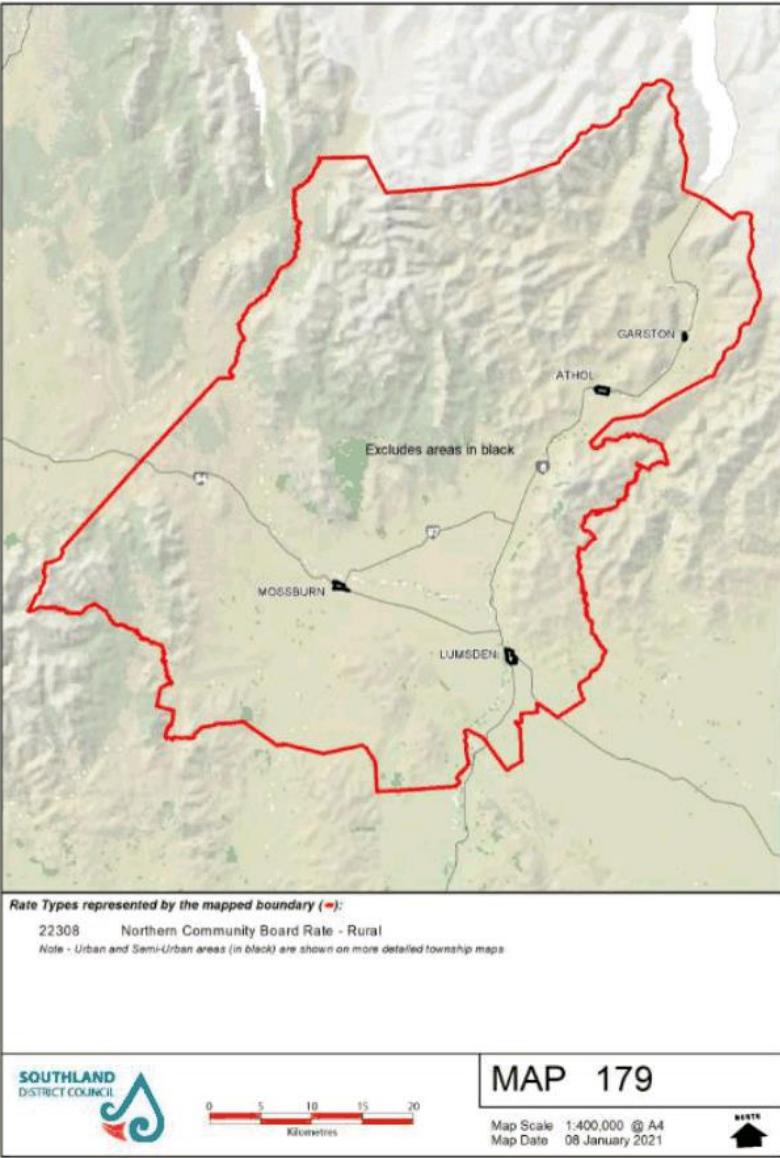 GARSTON
ATHOL
Excludes areas in black
94
6
MOSSBURN
LUMSDEN
Rate Types represented by the mapped boundary ( ):
22308 Northern Community Board Rate - Rural
Note - Urban and Semi-Urban areas (in black) are shown on more detailed township maps
SOUTHLAND
DISTRICT COUNCIL
0 5 10 15 20
Kilometres
MAP 179
Map Scale 1:400,000 @ A4
Map Date 08 January 2021
NORTH